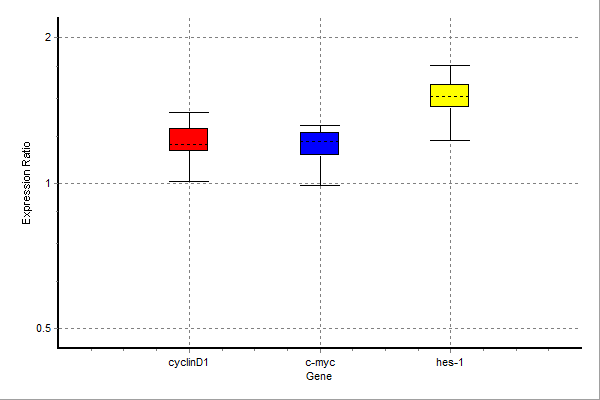 2
1
0.5
Expression Ratio
cyclinD1
c-myc
hes-1
Gene